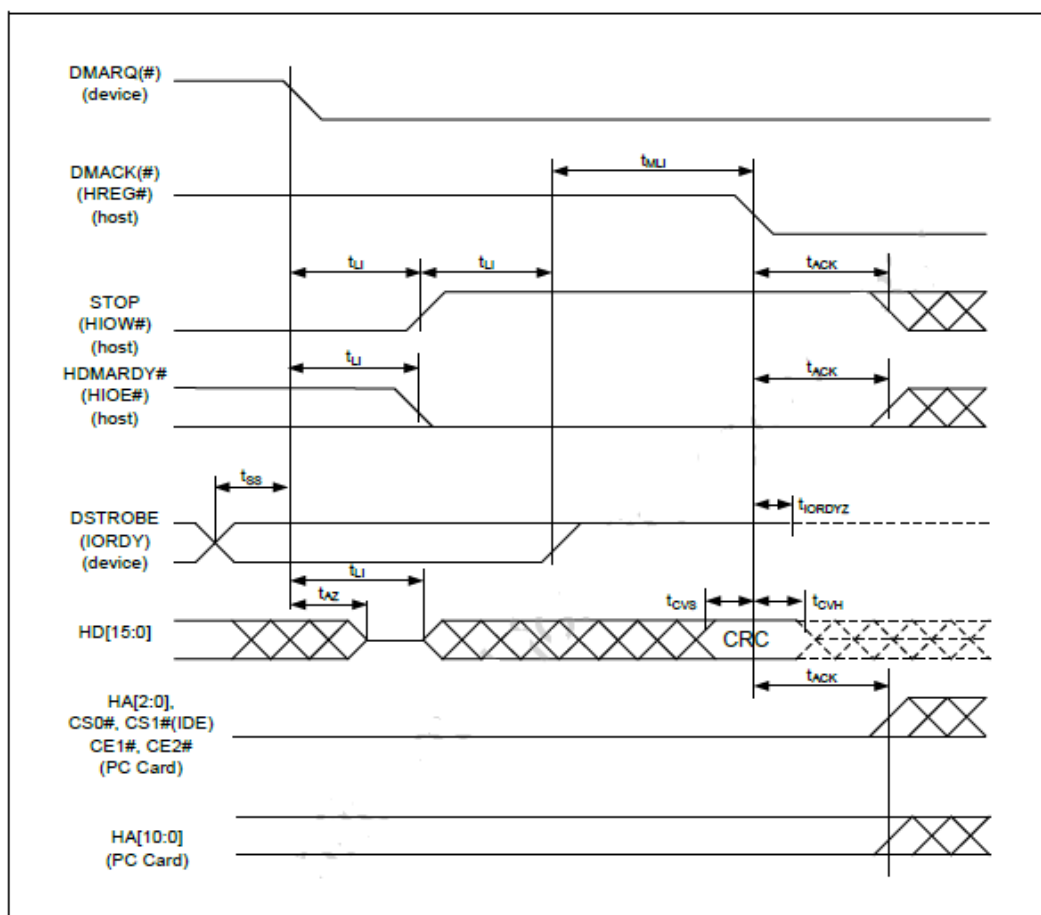 DMARQ(#)
(device)
tMLI
DMACK(#)
(HREG#)
(host)
tLI
tLI
tACK
STOP
(HIOW#)
(host)
tLI
tACK
HDMARDY#
(HIOE#)
(host)
tSS
tIORDYZ
DSTROBE
(IORDY)
(device)
tLI
tAZ
tCVS
tCVH
HD[15:0]
CRC
tACK
HA[2:0],
CS0#, CS1#(IDE)
CE1#, CE2#
(PC Card)
HA[10:0]
(PC Card)